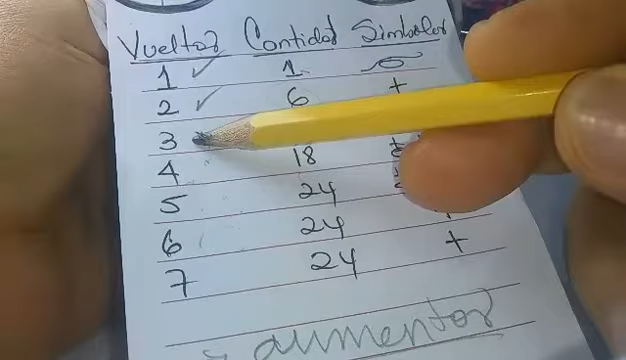 Vueltas Cantidad Simbolos
1 ✓ 1
2 ✓ 6 +
3
4 18
5 24
6 24
7 24 +
aumentos